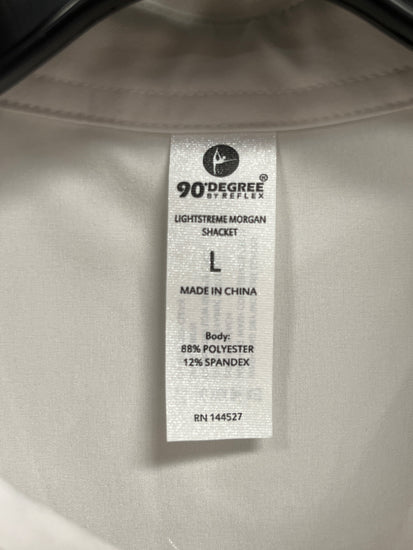 90°DEGREE®
BY REFLEX
LIGHTSTREME MORGAN
SHACKET
L
MADE IN CHINA
Body:
88% POLYESTER
12% SPANDEX
RN 144527